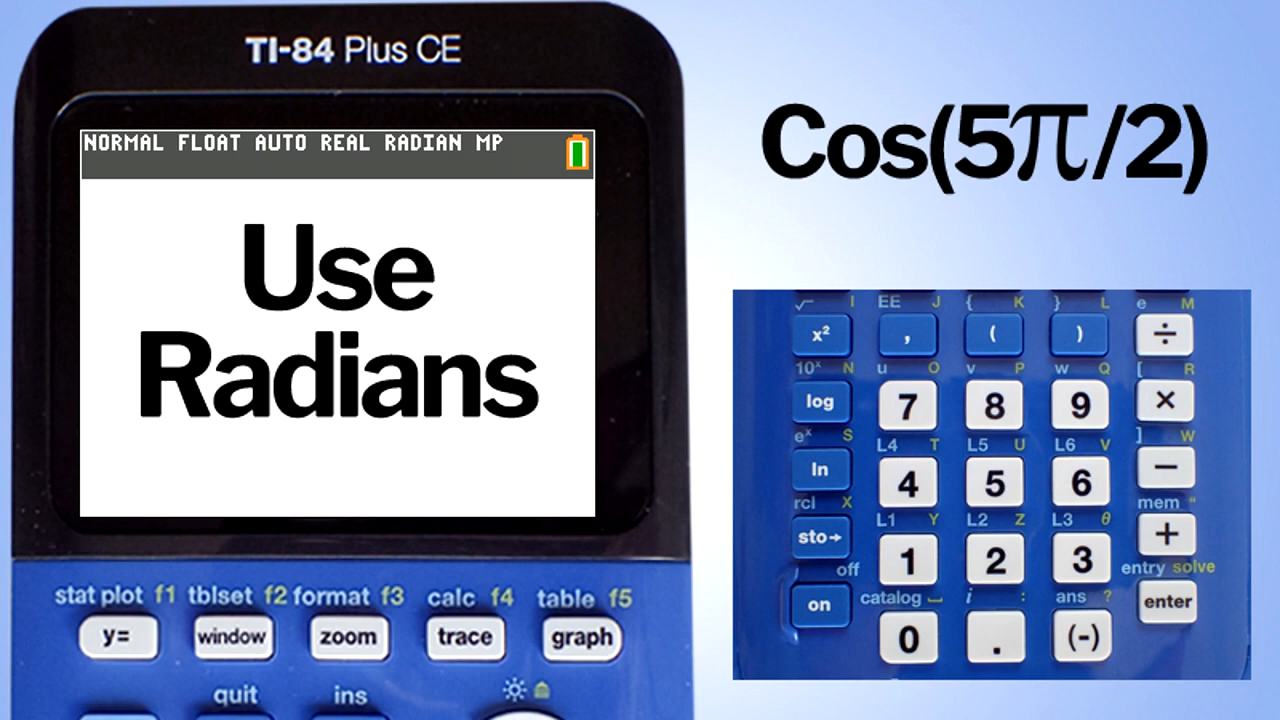 TI-84 Plus CE
NORMAL FLOAT AUTO REAL RADIAN MP
Use
Radians
stat plot f1 tblset f2 format f3 calc f4 table f5
y= window zoom trace graph
quit ins
Cos(5π/2)
√ I EE J { K } L e M
x² , ( ) ÷
10ˣ N u O v P w Q [ R
log 7 8 9 ×
eˣ S L4 T L5 U L6 V ] W
ln 4 5 6 −
rcl X L1 Y L2 Z L3 θ mem "
sto→ 1 2 3 +
off catalog ⎵ i : ans ? entry solve
on 0 . (-) enter